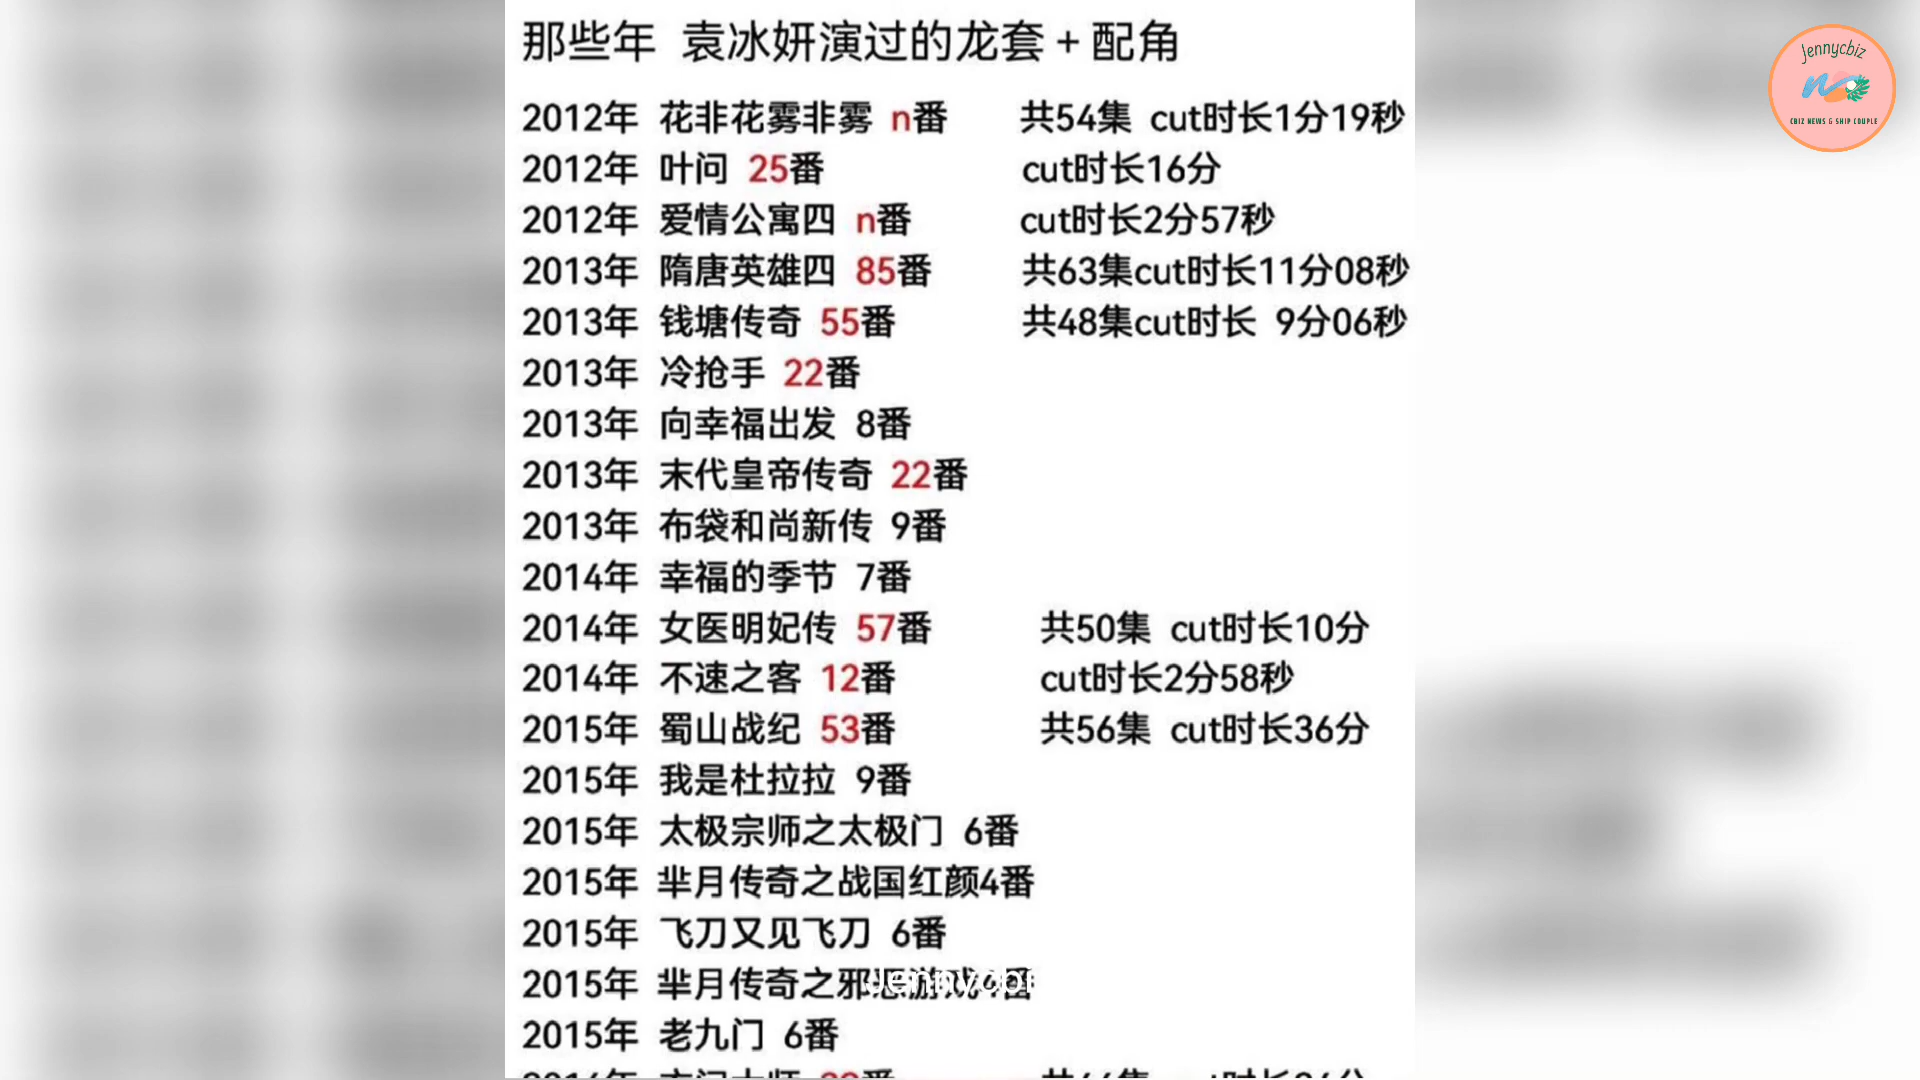 那些年 袁冰妍演过的龙套+配角
2012年 花非花雾非雾 n番 共54集 cut时长1分19秒
2012年 叶问 25番 cut时长16分
2012年 爱情公寓四 n番 cut时长2分57秒
2013年 隋唐英雄四 85番 共63集cut时长11分08秒
2013年 钱塘传奇 55番 共48集cut时长 9分06秒
2013年 冷抢手 22番
2013年 向幸福出发 8番
2013年 末代皇帝传奇 22番
2013年 布袋和尚新传 9番
2014年 幸福的季节 7番
2014年 女医明妃传 57番 共50集 cut时长10分
2014年 不速之客 12番 cut时长2分58秒
2015年 蜀山战纪 53番 共56集 cut时长36分
2015年 我是杜拉拉 9番
2015年 太极宗师之太极门 6番
2015年 芈月传奇之战国红颜4番
2015年 飞刀又见飞刀 6番
2015年 芈月传奇之邪恶游戏 番
2015年 老九门 6番
Jennycbiz
CBIZ NEWS & SHIP COUPLE